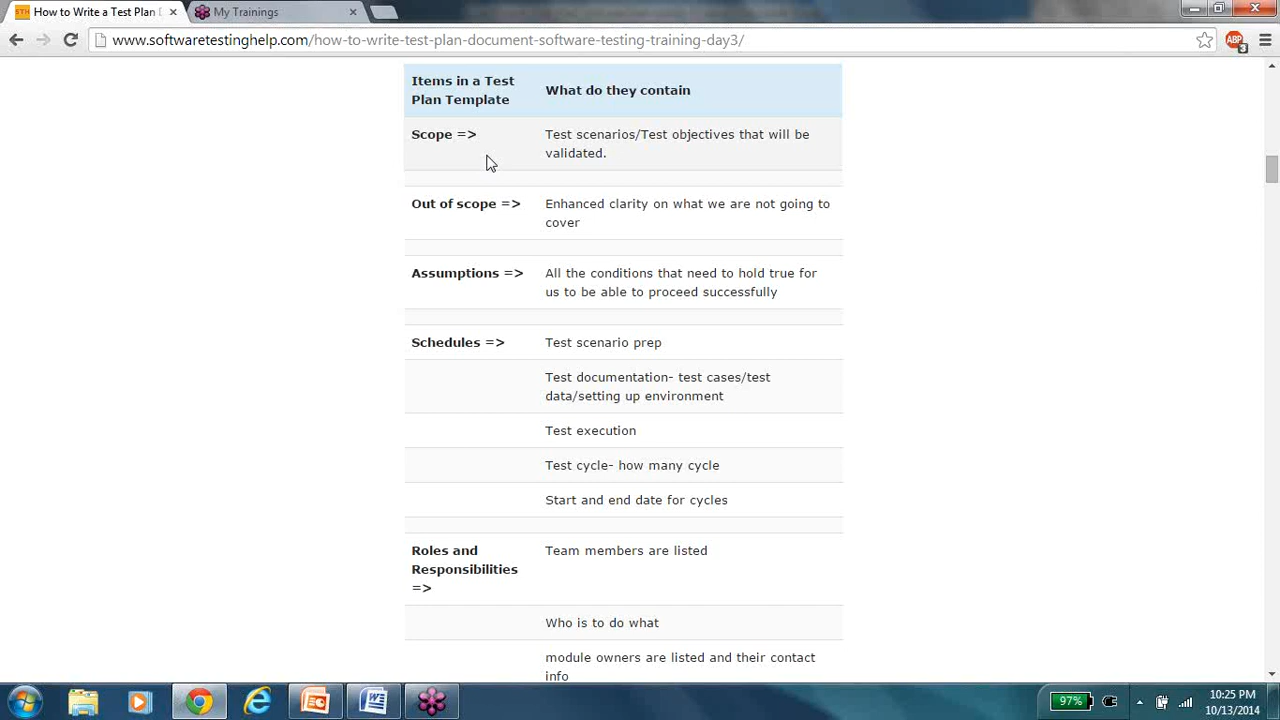 STH How to Write a Test Plan D
My Trainings
www.softwaretestinghelp.com/how-to-write-test-plan-document-software-testing-training-day3/
ABP
3
Items in a Test
Plan Template
What do they contain
Scope =>
Test scenarios/Test objectives that will be
validated.
Out of scope =>
Enhanced clarity on what we are not going to
cover
Assumptions =>
All the conditions that need to hold true for
us to be able to proceed successfully
Schedules =>
Test scenario prep
Test documentation- test cases/test
data/setting up environment
Test execution
Test cycle- how many cycle
Start and end date for cycles
Roles and
Responsibilities
=>
Team members are listed
Who is to do what
module owners are listed and their contact
info
97%
10:25 PM
10/13/2014